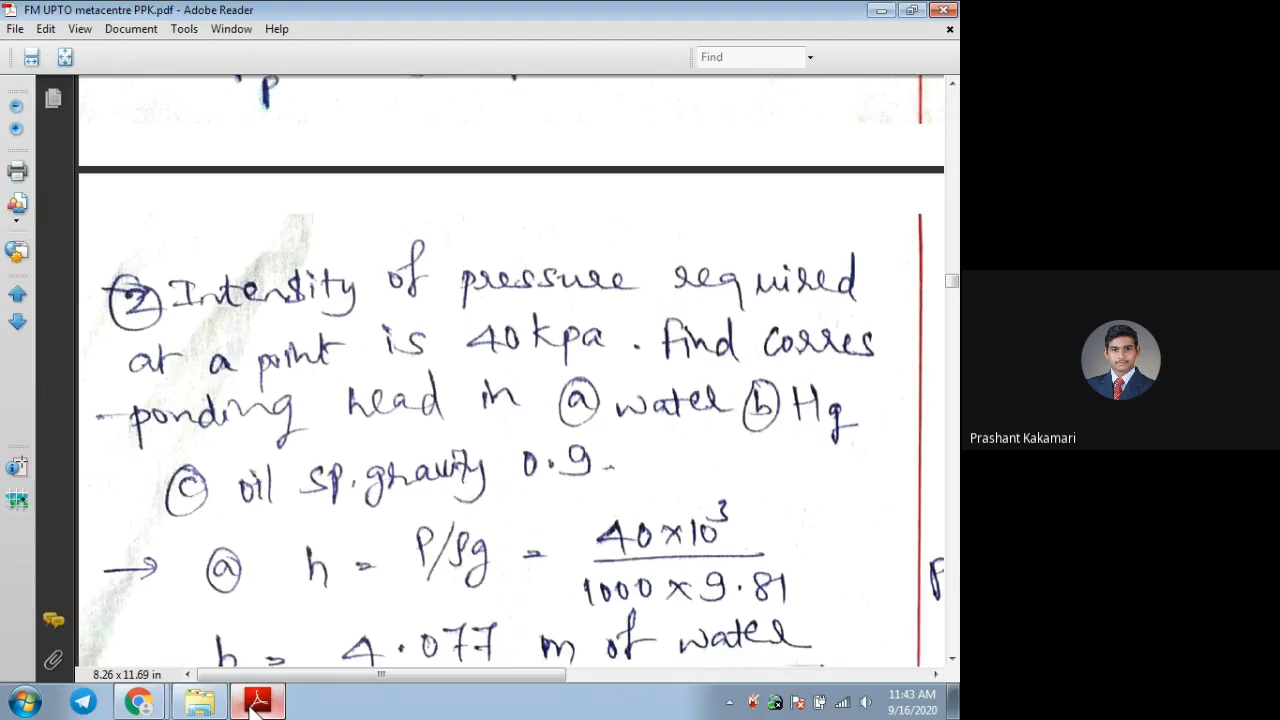 FM UPTO metacentre PPK.pdf - Adobe Reader
File Edit View Document Tools Window Help
Find
P
② Intensity of pressure required
at a point is 40kpa. find corres
-ponding head in ⓐ water ⓑ Hg
ⓒ oil sp.gravity 0.9.
→ ⓐ h = P/ρg = 40×10³ / 1000 × 9.81
h = 4.077 m of water
Prashant Kakamari
8.26 x 11.69 in
11:43 AM
9/16/2020